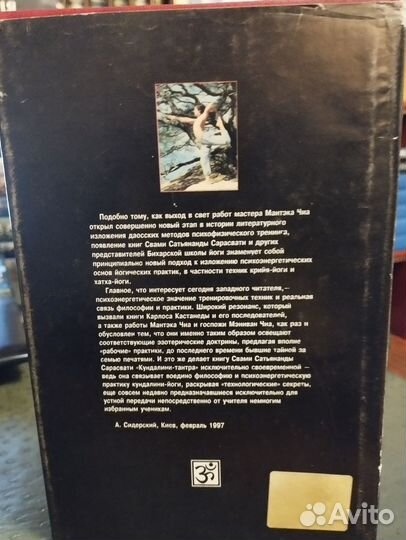 Подобно тому, как выход в свет работ мастера Мантэка Чиа
открыл совершенно новый этап в истории литературного
изложения даосских методов психофизического тренинга,
появление книг Свами Сатьянанды Сарасвати и других
представителей Бихарской школы йоги знаменует собой
принципиально новый подход к изложению психоэнергетических
основ йогических практик, в частности техник крийя-йоги и
хатха-йоги.
Главное, что интересует сегодня западного читателя,—
психоэнергетическое значение тренировочных техник и реальная
связь философии и практики. Широкий резонанс, который
вызвали книги Карлоса Кастанеды и его последователей,
а также работы Мантэка Чиа и госпожи Мэниван Чиа, как раз и
обусловлен тем, что они именно таким образом освещают
соответствующие эзотерические доктрины, предлагая вполне
«рабочие» практики, до последнего времени бывшие тайной за
семью печатями. И это же делает книгу Свами Сатьянанды
Сарасвати «Кундалини-тантра» исключительно своевременной —
ведь она связывает воедино философию и психоэнергетическую
практику кундалини-йоги, раскрывая «технологические» секреты,
еще совсем недавно предназначавшиеся исключительно для
устной передачи непосредственно от учителя немногим
избранным ученикам.
А. Сидерский, Киев, февраль 1997
ॐ
Avito